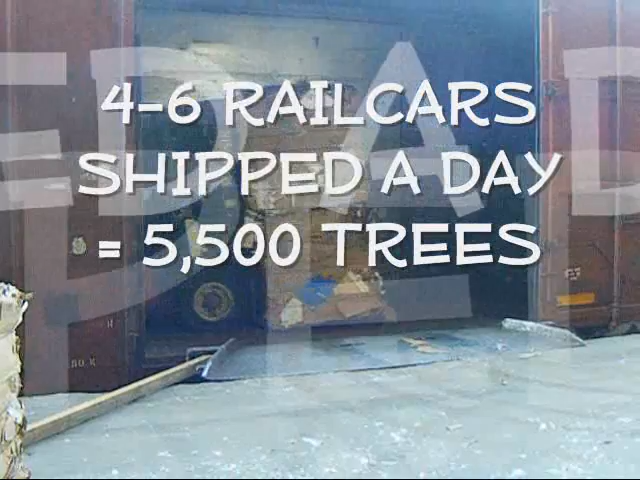 4-6 RAILCARS
SHIPPED A DAY
= 5,500 TREES